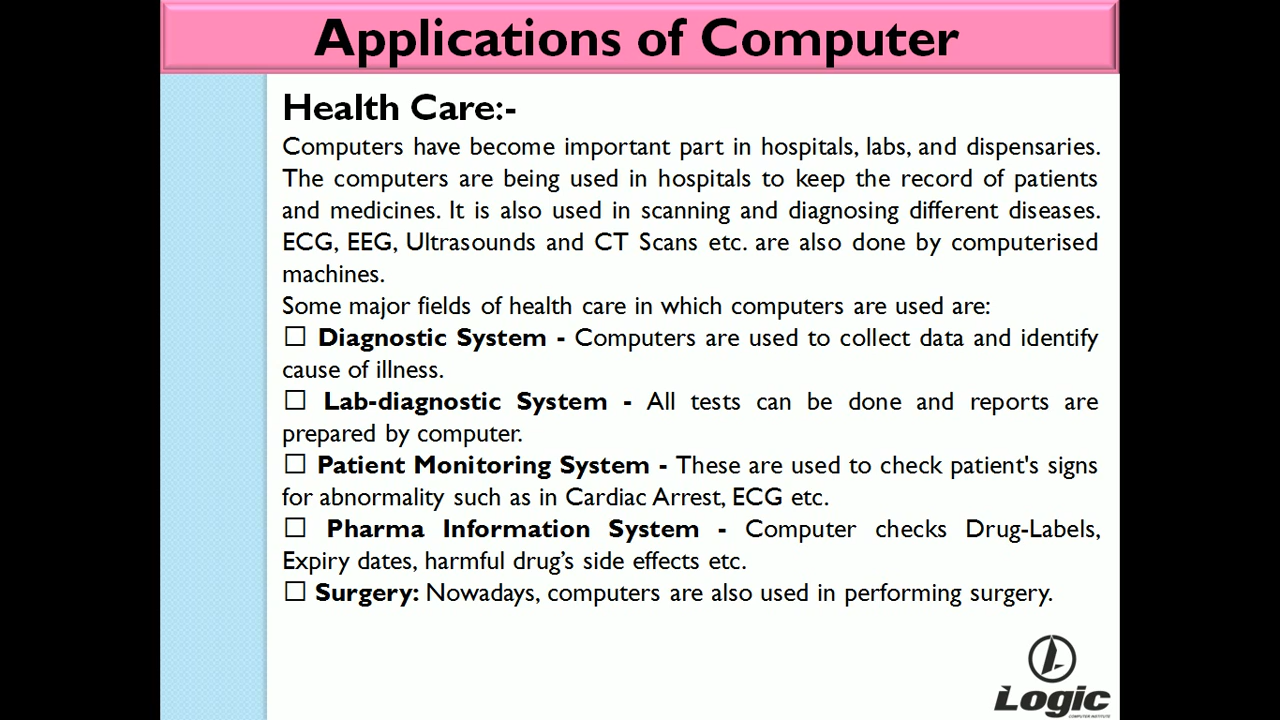 Applications of Computer
Health Care:-
Computers have become important part in hospitals, labs, and dispensaries.
The computers are being used in hospitals to keep the record of patients
and medicines. It is also used in scanning and diagnosing different diseases.
ECG, EEG, Ultrasounds and CT Scans etc. are also done by computerised
machines.
Some major fields of health care in which computers are used are:
☐ Diagnostic System - Computers are used to collect data and identify
cause of illness.
☐ Lab-diagnostic System - All tests can be done and reports are
prepared by computer.
☐ Patient Monitoring System - These are used to check patient's signs
for abnormality such as in Cardiac Arrest, ECG etc.
☐ Pharma Information System - Computer checks Drug-Labels,
Expiry dates, harmful drug’s side effects etc.
☐ Surgery: Nowadays, computers are also used in performing surgery.
Logic
COMPUTER INSTITUTE